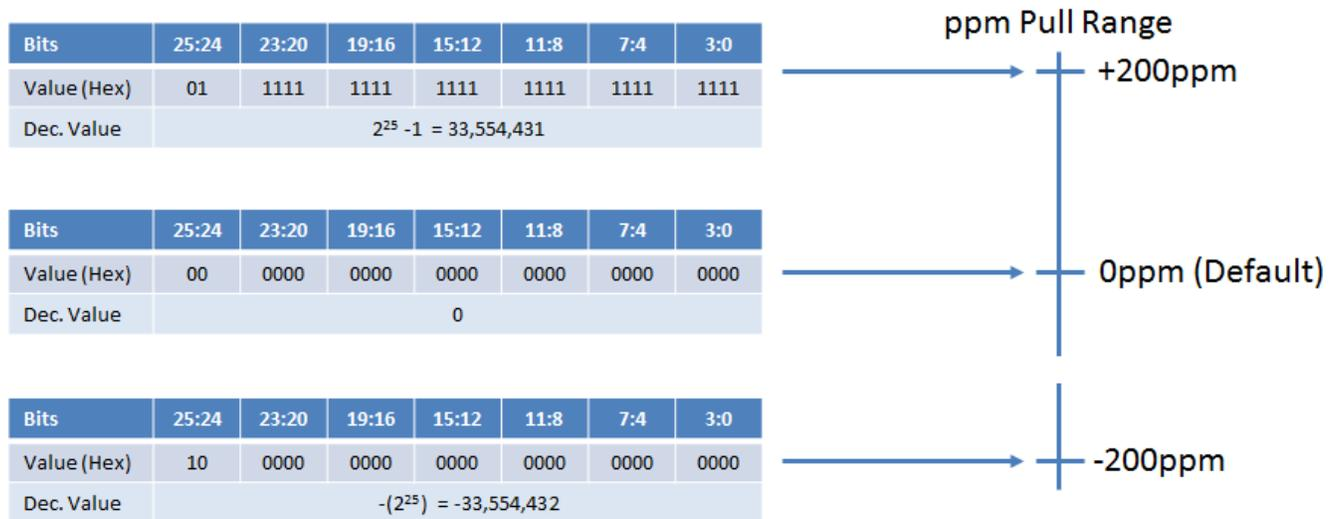 ppm Pull Range
Bits 25:24 23:20 19:16 15:12 11:8 7:4 3:0
Value (Hex) 01 1111 1111 1111 1111 1111 1111
Dec. Value 2²⁵ -1 = 33,554,431
+200ppm
Bits 25:24 23:20 19:16 15:12 11:8 7:4 3:0
Value (Hex) 00 0000 0000 0000 0000 0000 0000
Dec. Value 0
0ppm (Default)
Bits 25:24 23:20 19:16 15:12 11:8 7:4 3:0
Value (Hex) 10 0000 0000 0000 0000 0000 0000
Dec. Value -(2²⁵) = -33,554,432
-200ppm